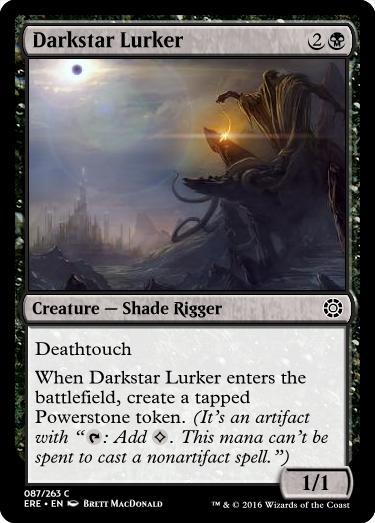 Darkstar Lurker 2
Creature — Shade Rigger
Deathtouch
When Darkstar Lurker enters the
battlefield, create a tapped
Powerstone token. (It's an artifact
with “: Add . This mana can't be
spent to cast a nonartifact spell.”)
1/1
087/263 C
ERE • EN Brett MacDonald
™ & © 2016 Wizards of the Coast